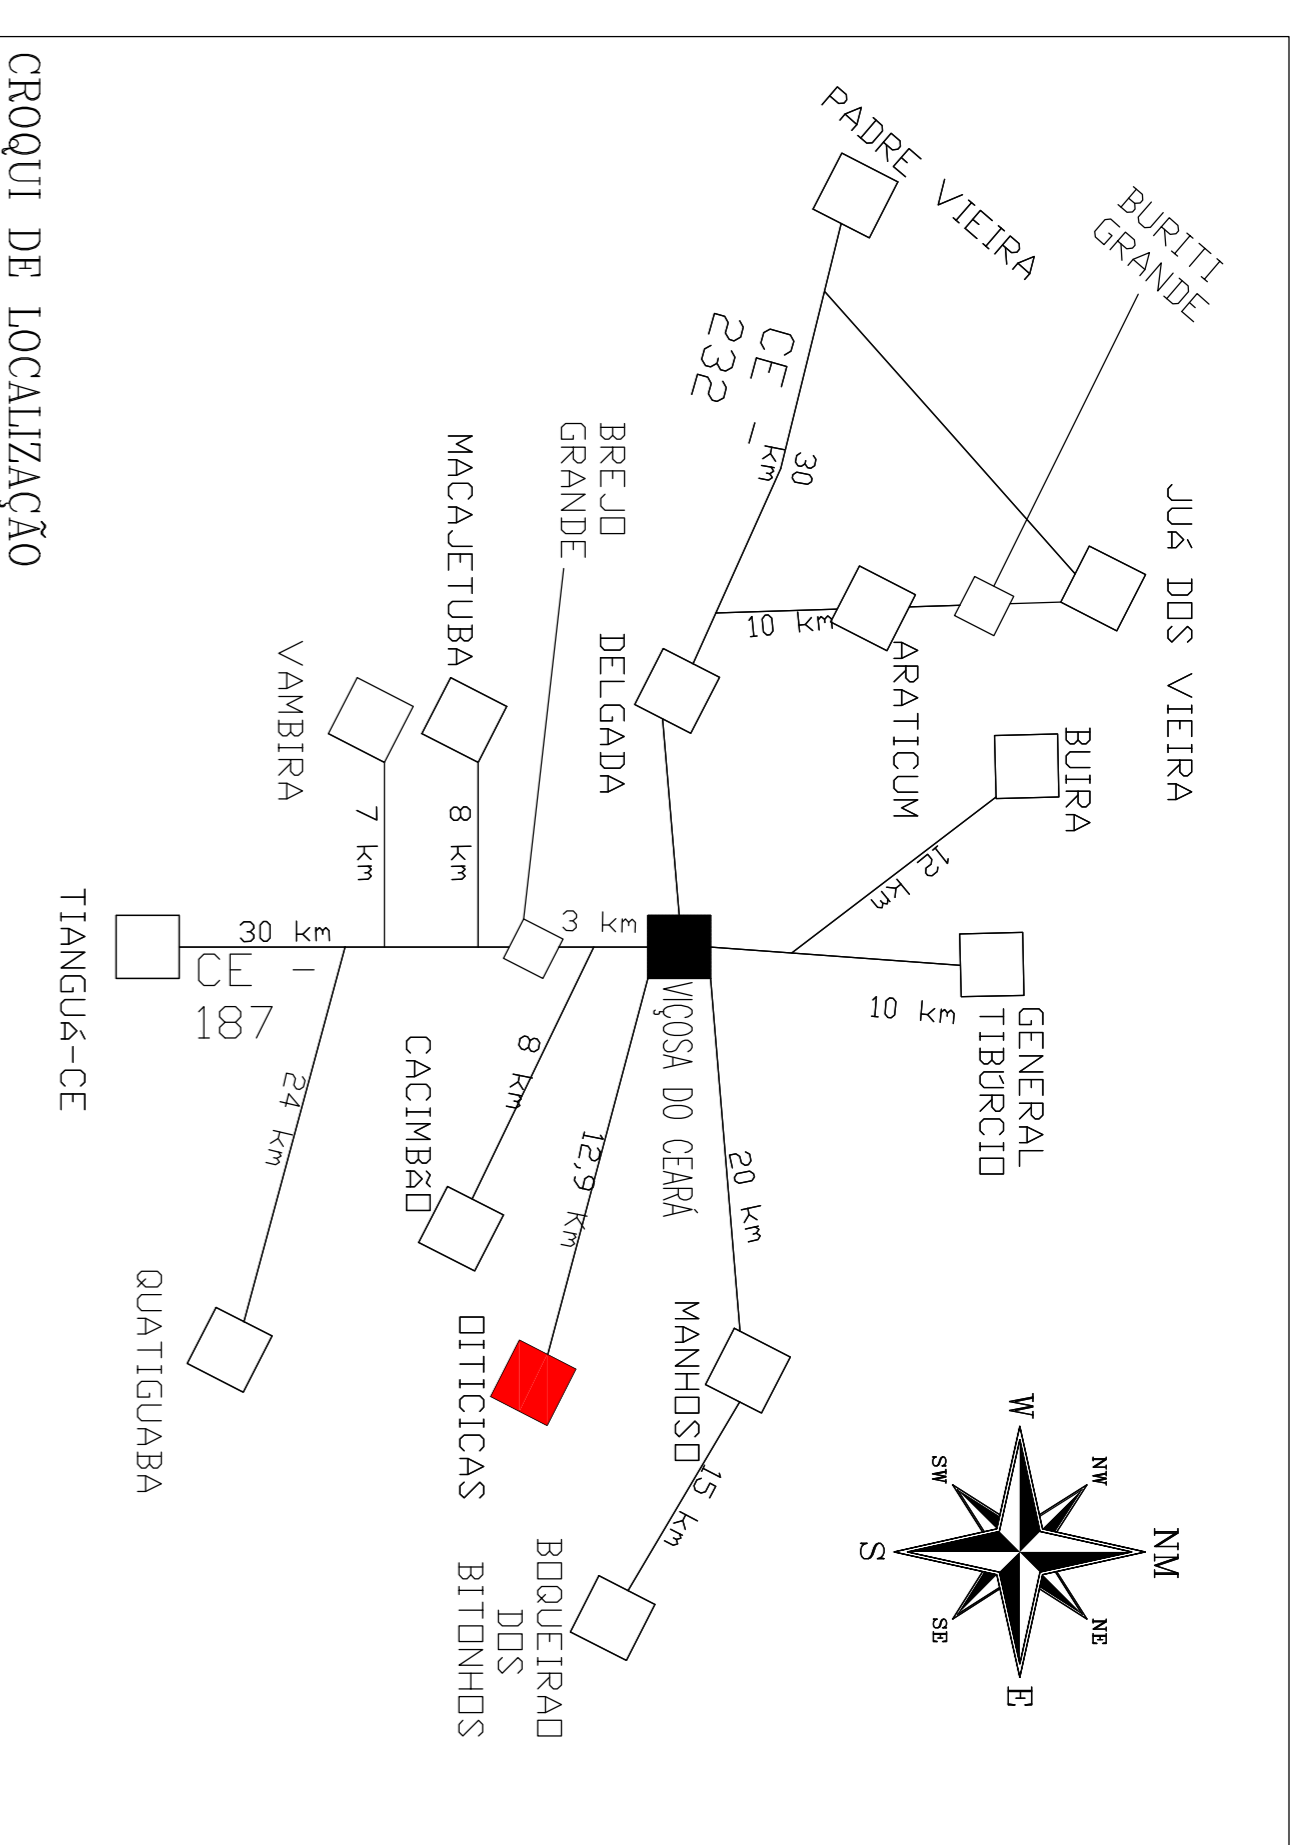 NM
NW
NE
W
E
SW
SE
S
JUÁ DOS VIEIRA
BURITI
GRANDE
PADRE VIEIRA
BUIRA
GENERAL
TIBÚRCIO
ARATICUM
12 km
10 km
10 km
30
km
CE -
232
DELGADA
VIÇOSA DO CEARÁ
20 km
MANHOSO
15 km
BREJO
GRANDE
3 km
12,9 km
8 km
BOQUEIRAO
DOS
BITONHOS
OITICICAS
MACAJETUBA
8 km
CACIMBÃO
VAMBIRA
7 km
30 km
CE -
187
24 km
QUATIGUABA
TIANGUÁ-CE
CROQUI DE LOCALIZAÇÃO